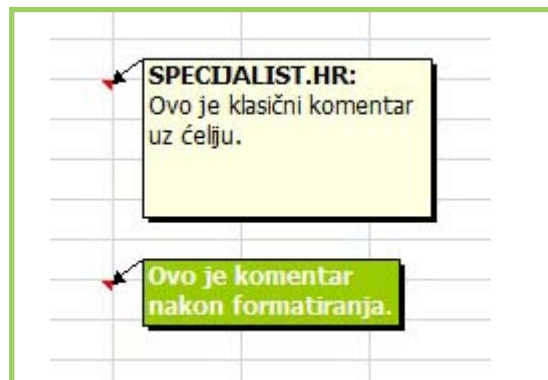 SPECIJALIST.HR:
Ovo je klasični komentar
uz ćeliju.
Ovo je komentar
nakon formatiranja.